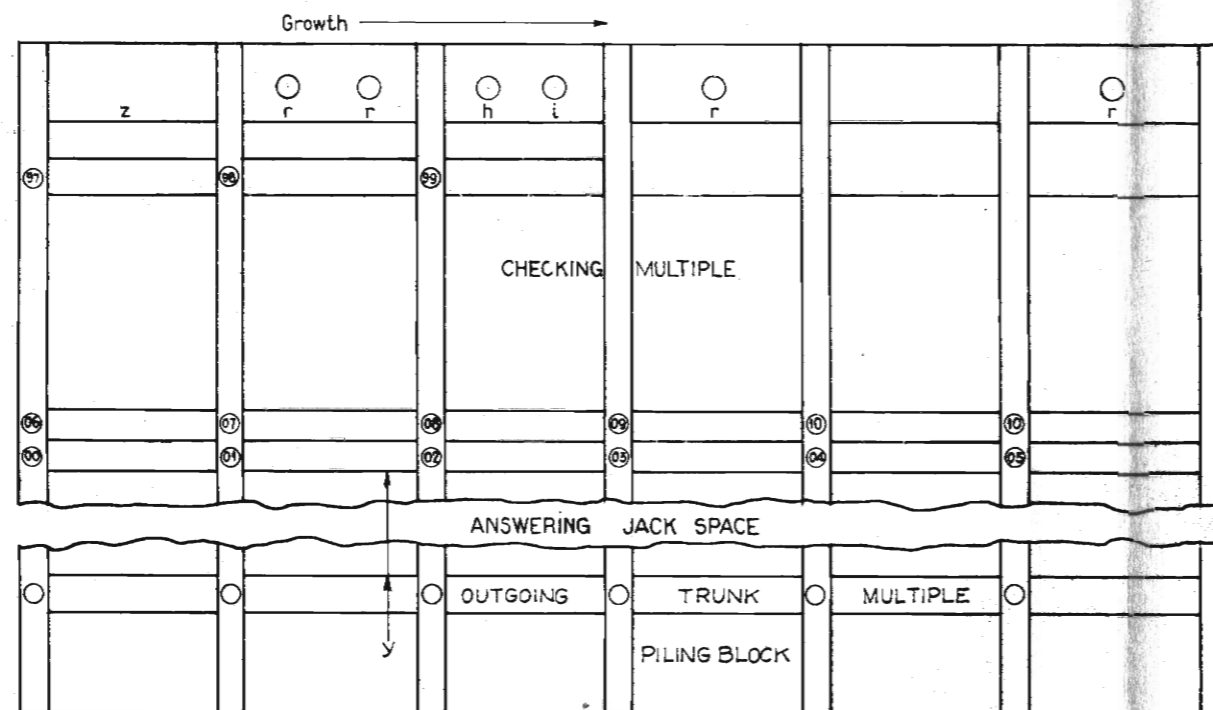 Growth
z r r h i r r
97 98 99
CHECKING MULTIPLE
06 07 08 09 10 10
00 01 02 03 04 05
ANSWERING JACK SPACE
OUTGOING TRUNK MULTIPLE
y
PILING BLOCK